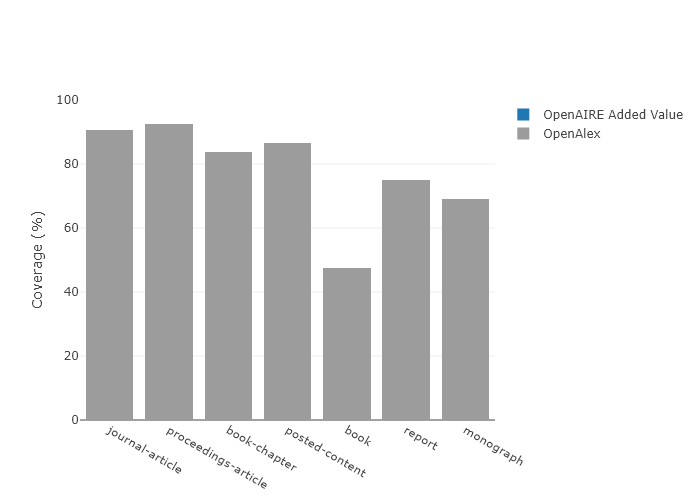 100
80
60
40
20
0
Coverage (%)
journal-article
proceedings-article
book-chapter
posted-content
book
report
monograph
OpenAIRE Added Value
OpenAlex